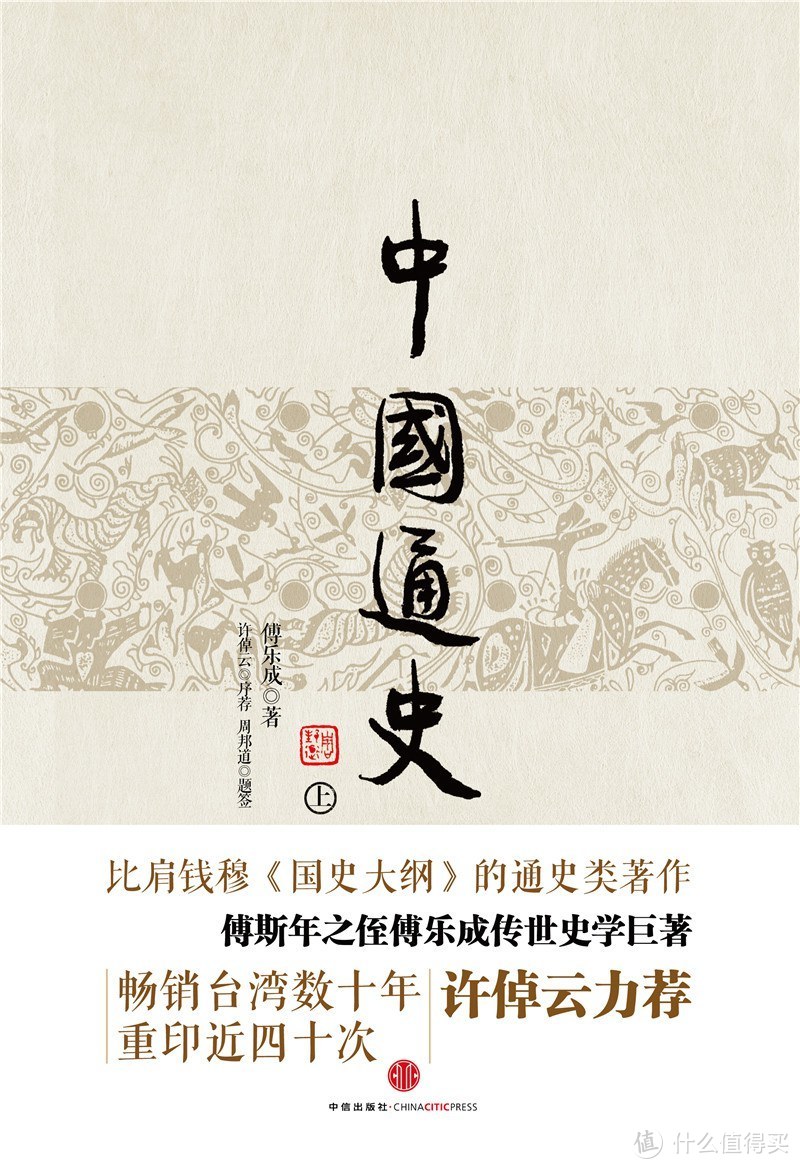 中國通史
傅乐成◎著
许倬云◎序荐 周邦道◎题签
上
比肩钱穆《国史大纲》的通史类著作
傅斯年之侄傅乐成传世史学巨著
畅销台湾数十年
重印近四十次
许倬云力荐
中信出版社·CHINACITICPRESS
值 什么值得买